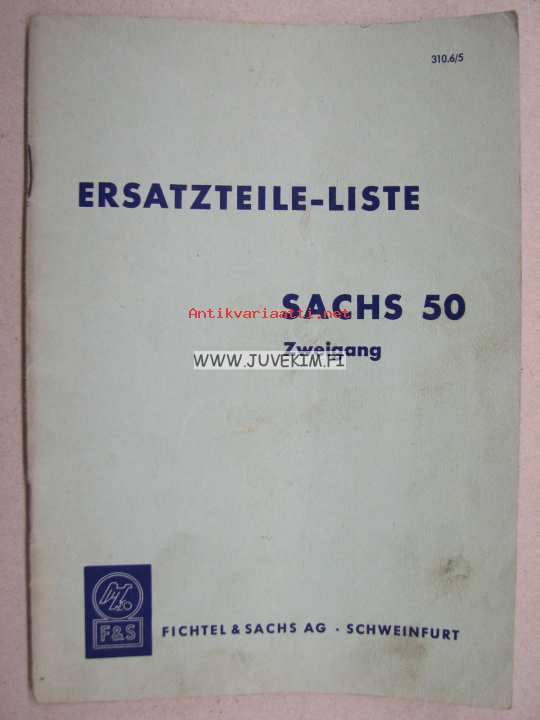 310.6/5
ERSATZTEILE-LISTE
SACHS 50
Antikvariaatti.net
Zweigang
WWW.JUVEKIM.FI
F&S
FICHTEL & SACHS AG · SCHWEINFURT